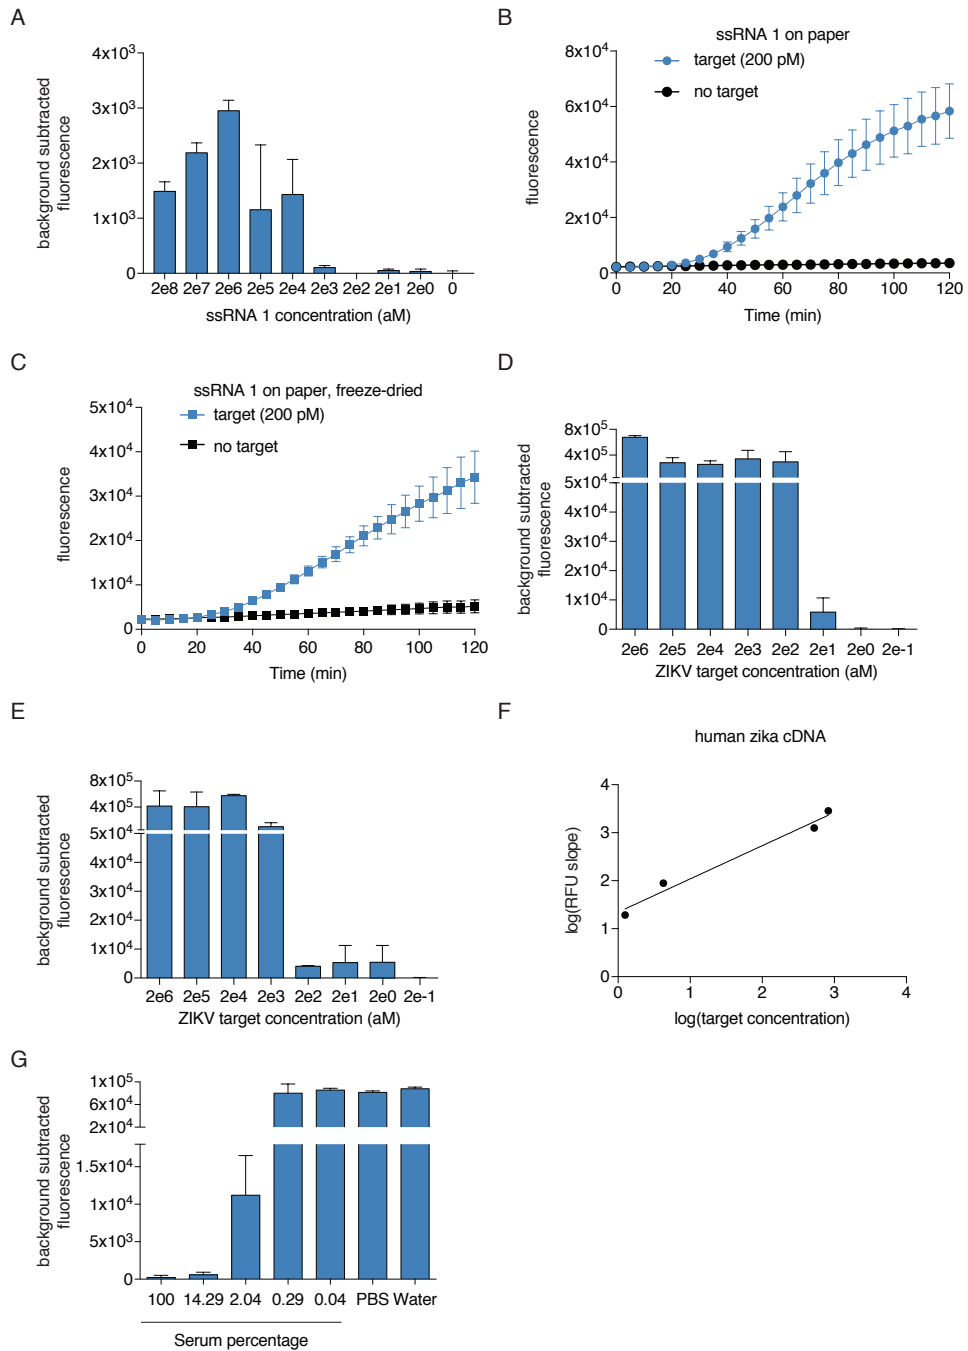 A
background subtracted
fluorescence
4x10³
3x10³
2x10³
1x10³
0
2e8 2e7 2e6 2e5 2e4 2e3 2e2 2e1 2e0 0
ssRNA 1 concentration (aM)
B
ssRNA 1 on paper
target (200 pM)
no target
fluorescence
8x10⁴
6x10⁴
4x10⁴
2x10⁴
0
0 20 40 60 80 100 120
Time (min)
C
ssRNA 1 on paper, freeze-dried
target (200 pM)
no target
fluorescence
5x10⁴
4x10⁴
3x10⁴
2x10⁴
1x10⁴
0
0 20 40 60 80 100 120
Time (min)
D
background subtracted
fluorescence
8x10⁵
4x10⁵
5x10⁴
4x10⁴
3x10⁴
2x10⁴
1x10⁴
0
2e6 2e5 2e4 2e3 2e2 2e1 2e0 2e-1
ZIKV target concentration (aM)
E
background subtracted
fluorescence
8x10⁵
4x10⁵
5x10⁴
4x10⁴
3x10⁴
2x10⁴
1x10⁴
0
2e6 2e5 2e4 2e3 2e2 2e1 2e0 2e-1
ZIKV target concentration (aM)
F
human zika cDNA
log(RFU slope)
4
3
2
1
0
0 1 2 3 4
log(target concentration)
G
background subtracted
fluorescence
1x10⁵
6x10⁴
2x10⁴
1.5x10⁴
1x10⁴
5x10³
0
100 14.29 2.04 0.29 0.04 PBS Water
Serum percentage